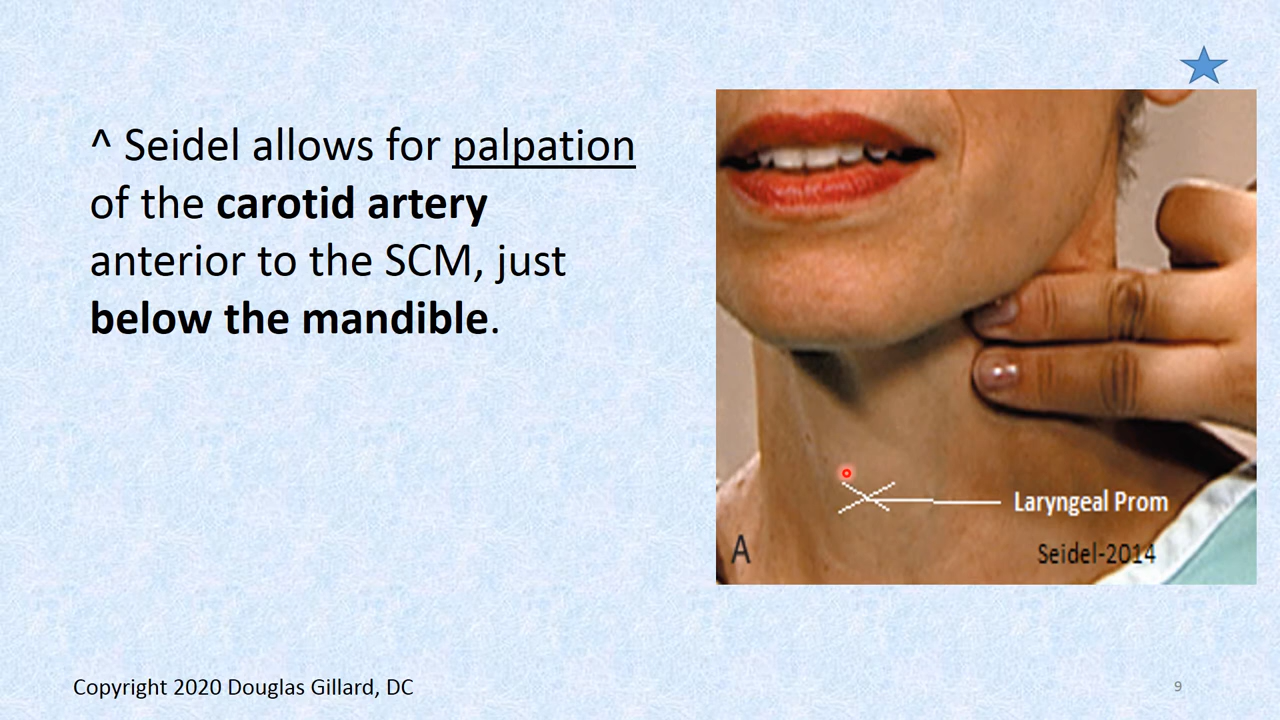 ^ Seidel allows for palpation
of the carotid artery
anterior to the SCM, just
below the mandible.
Laryngeal Prom
A
Seidel-2014
Copyright 2020 Douglas Gillard, DC
9